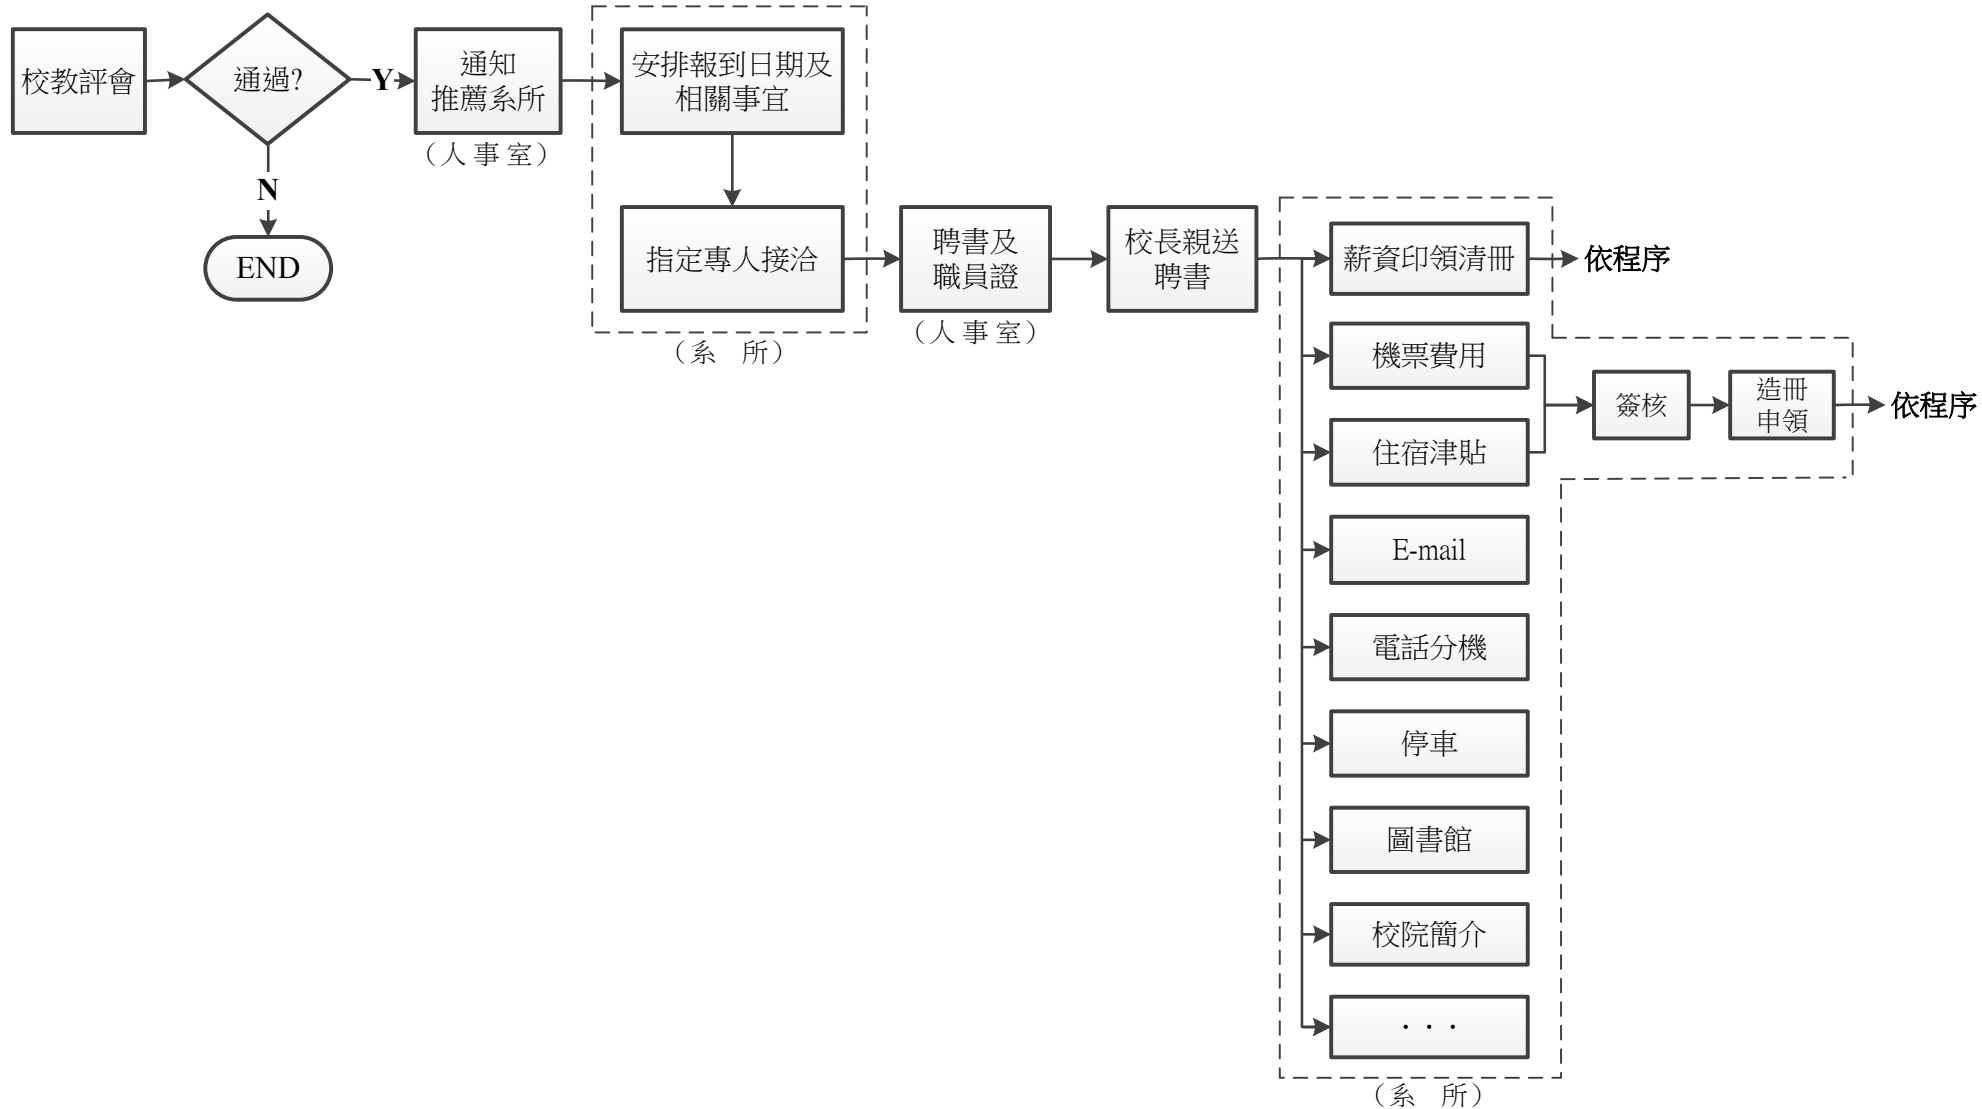 校教評會
通過?
Y
N
END
通知
推薦系所
（人 事 室）
安排報到日期及
相關事宜
指定專人接洽
（系 所）
聘書及
職員證
（人 事 室）
校長親送
聘書
薪資印領清冊
依程序
機票費用
住宿津貼
簽核
造冊
申領
依程序
E-mail
電話分機
停車
圖書館
校院簡介
· · ·
（系 所）